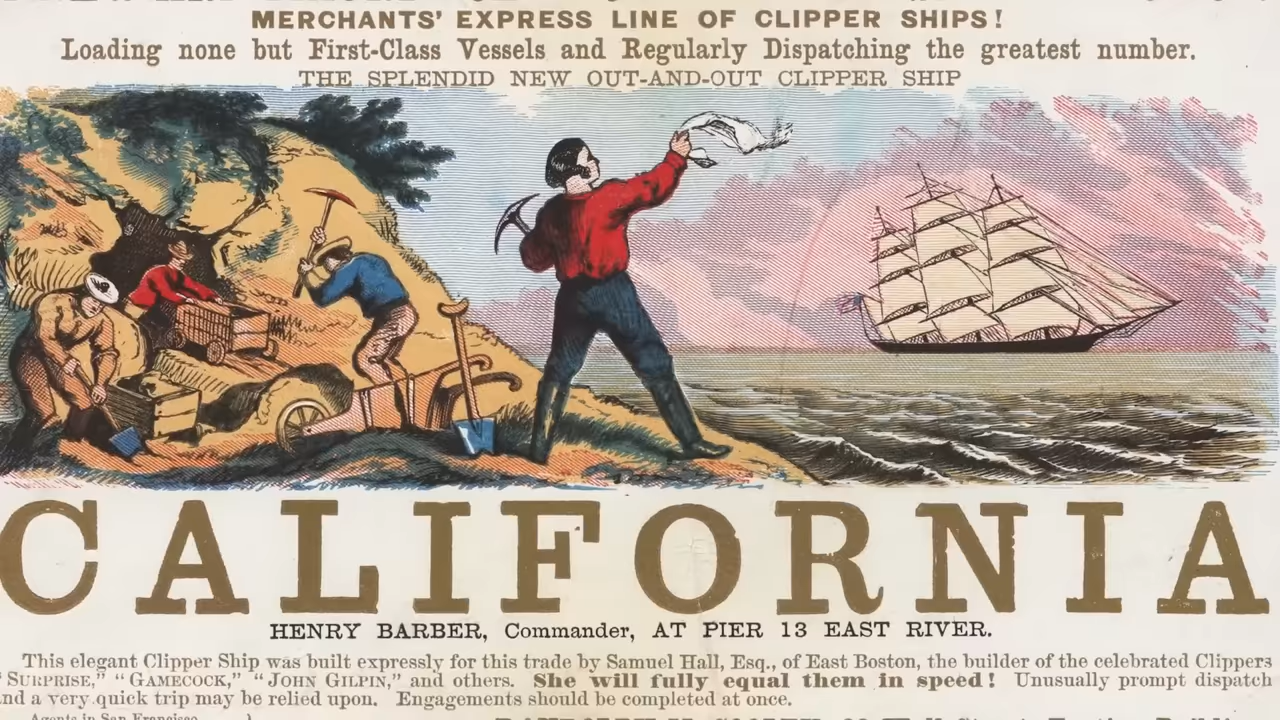 MERCHANTS' EXPRESS LINE OF CLIPPER SHIPS!
Loading none but First-Class Vessels and Regularly Dispatching the greatest number.
THE SPLENDID NEW OUT-AND-OUT CLIPPER SHIP
CALIFORNIA
HENRY BARBER, Commander, AT PIER 13 EAST RIVER.
This elegant Clipper Ship was built expressly for this trade by Samuel Hall, Esq., of East Boston, the builder of the celebrated Clippers
"SURPRISE," "GAMECOCK," "JOHN GILPIN," and others. She will fully equal them in speed! Unusually prompt dispatch
and a very quick trip may be relied upon. Engagements should be completed at once.
Agents in San Francisco